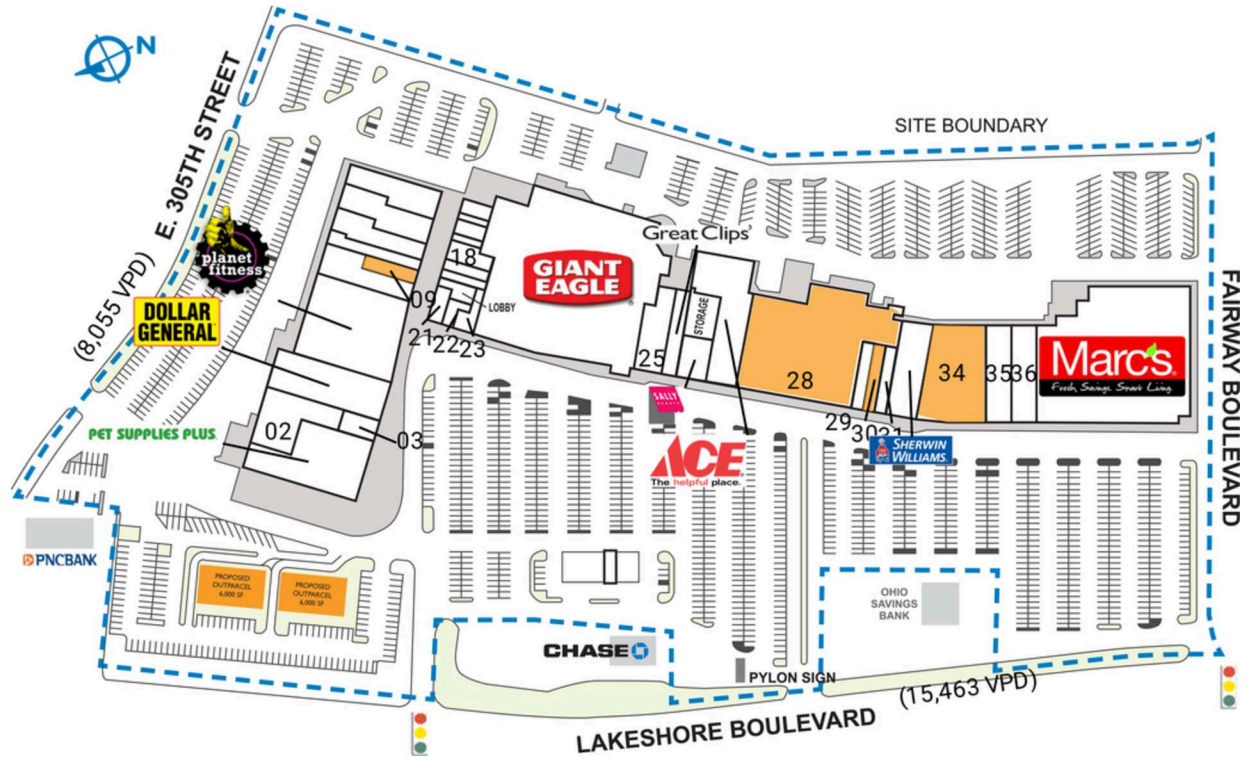 N
E. 305TH STREET
(8,055 VPD)
SITE BOUNDARY
planet
fitness
DOLLAR
GENERAL
PET SUPPLIES PLUS
PNCBANK
02
03
09
18
LOBBY
21
22
23
GIANT
EAGLE
Great Clips
STORAGE
25
SALLY
BEAUTY
ACE
The helpful place.
28
29
30
31
SHERWIN
WILLIAMS.
34
35
36
Marc's
Fresh. Savings. Smart Living.
FAIRWAY BOULEVARD
PROPOSED
OUTPARCEL
6,000 SF
PROPOSED
OUTPARCEL
6,000 SF
CHASE
OHIO
SAVINGS
BANK
PYLON SIGN
(15,463 VPD)
LAKESHORE BOULEVARD